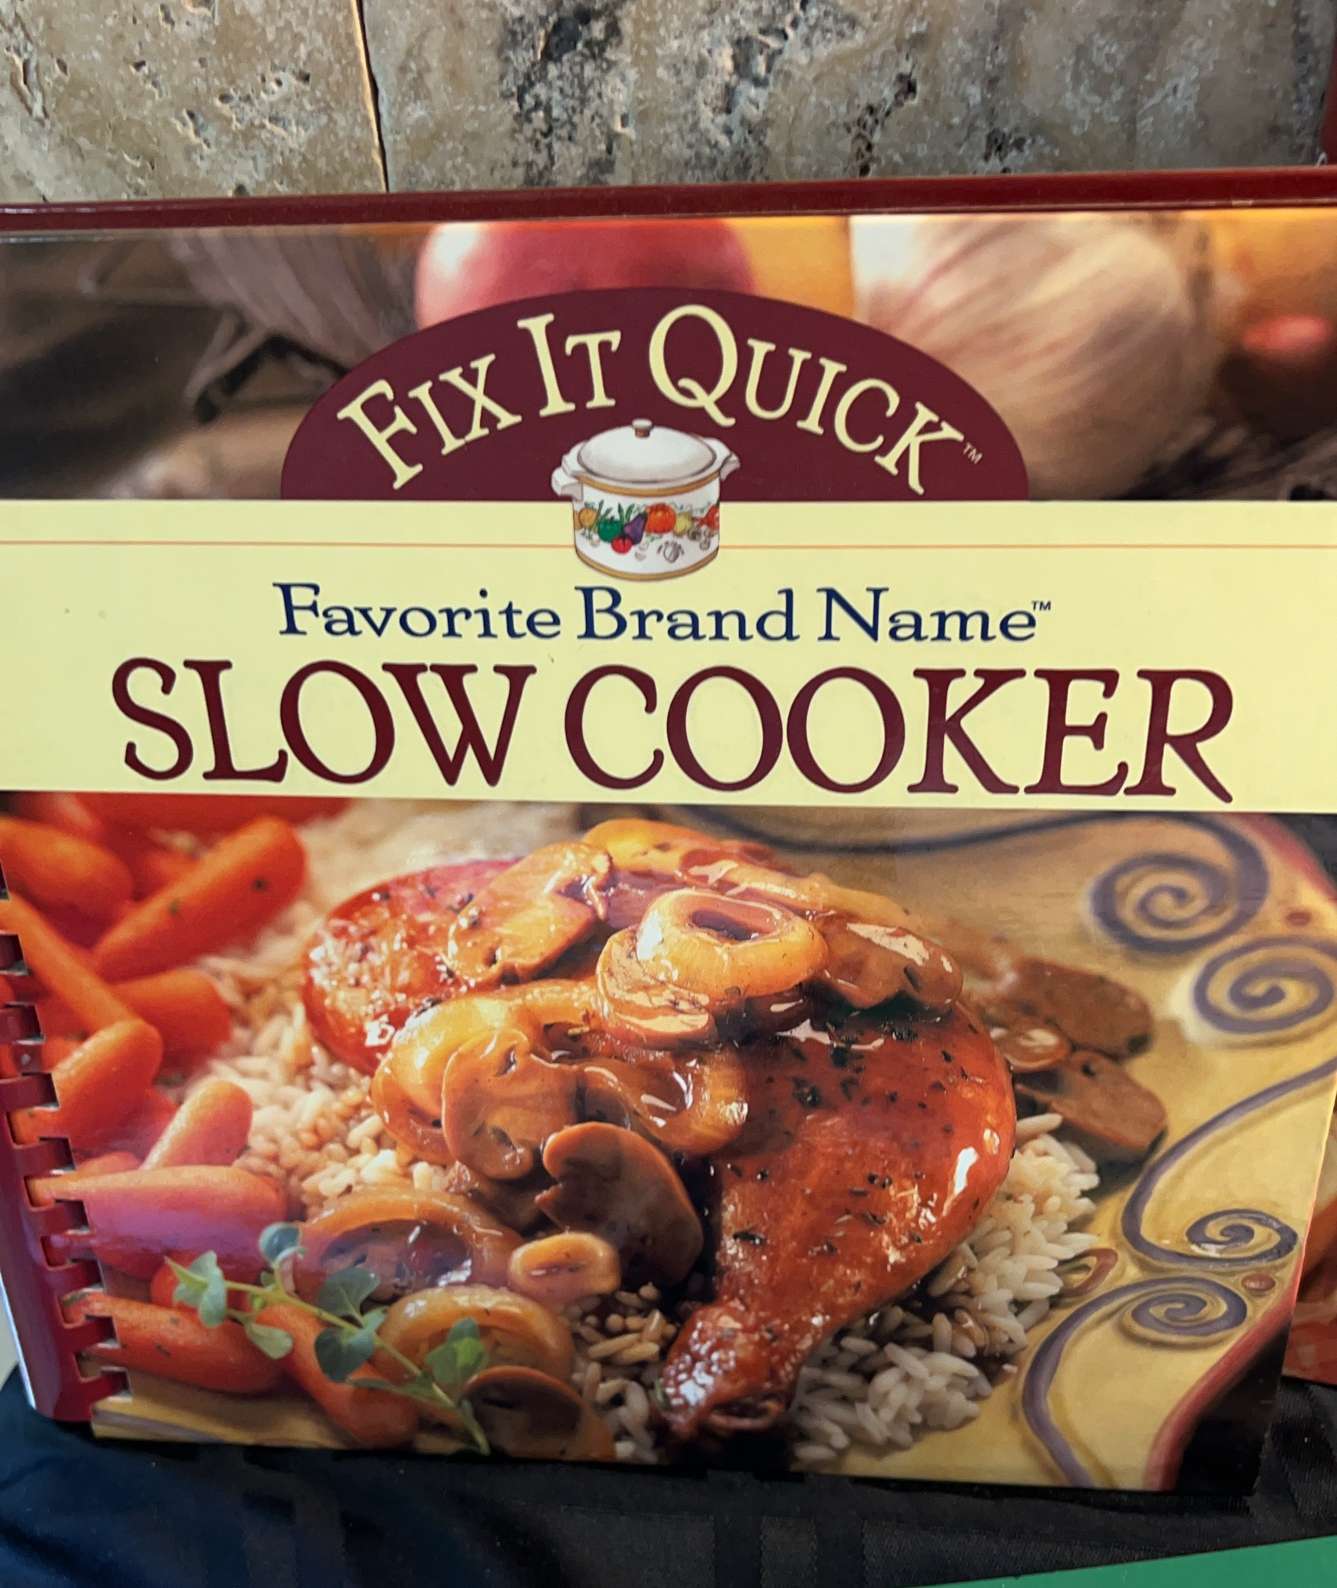 FIX IT QUICK™
Favorite Brand Name™
SLOW COOKER